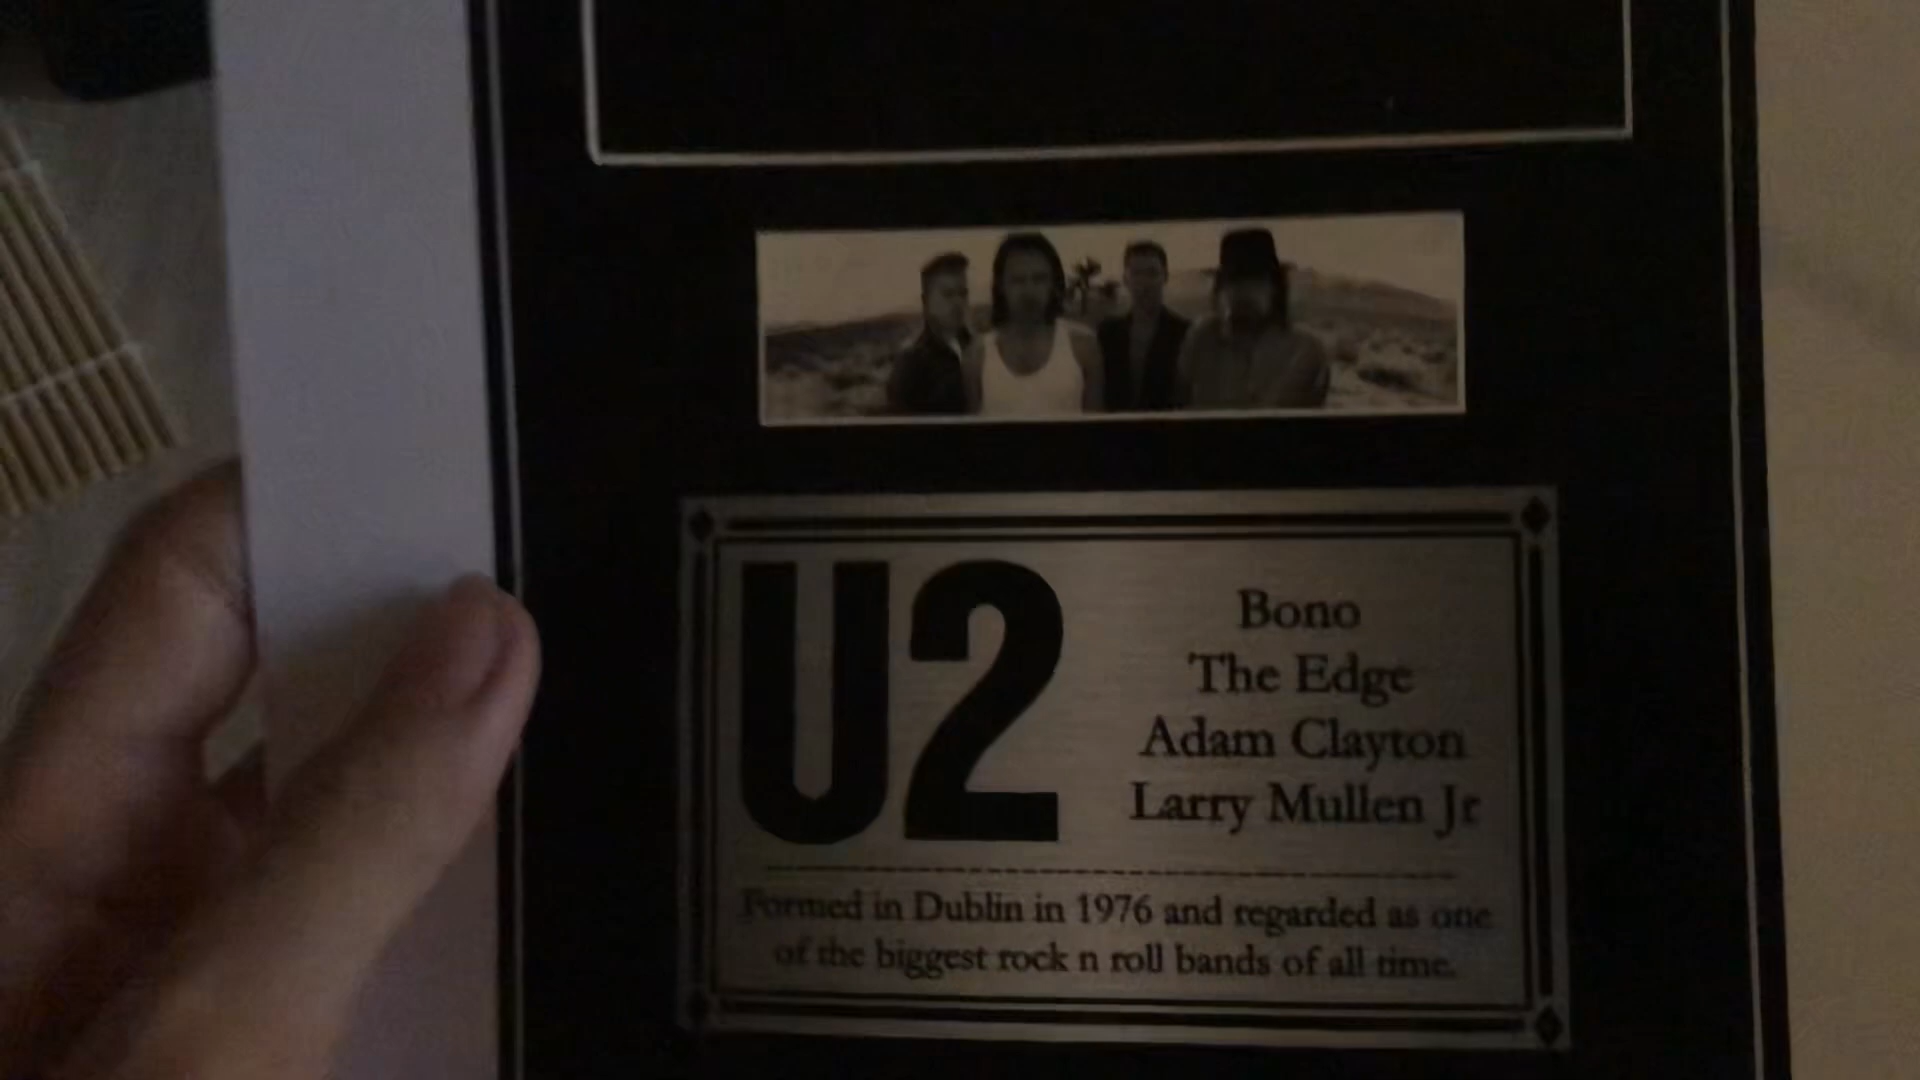 U2
Bono
The Edge
Adam Clayton
Larry Mullen Jr
Formed in Dublin in 1976 and regarded as one
of the biggest rock n roll bands of all time.